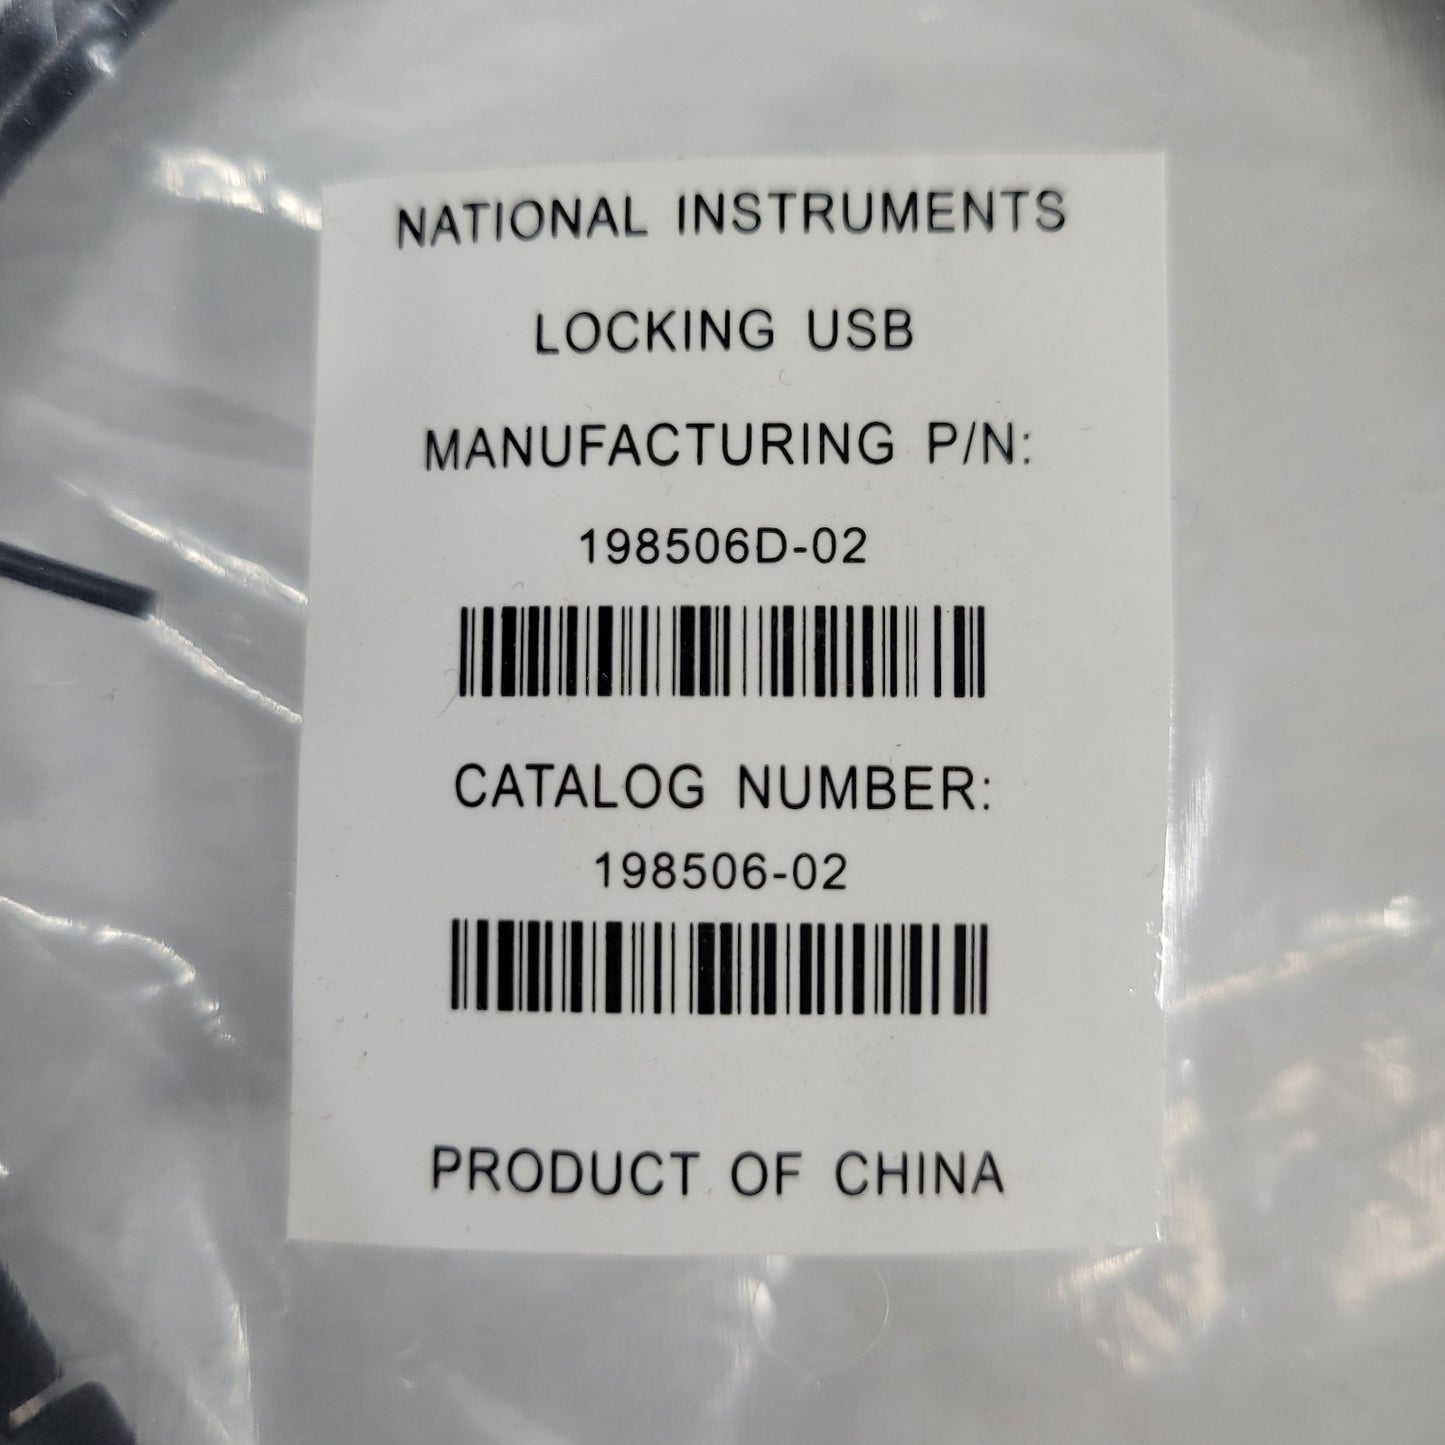 NATIONAL INSTRUMENTS
LOCKING USB
MANUFACTURING P/N:
198506D-02
CATALOG NUMBER:
198506-02
PRODUCT OF CHINA